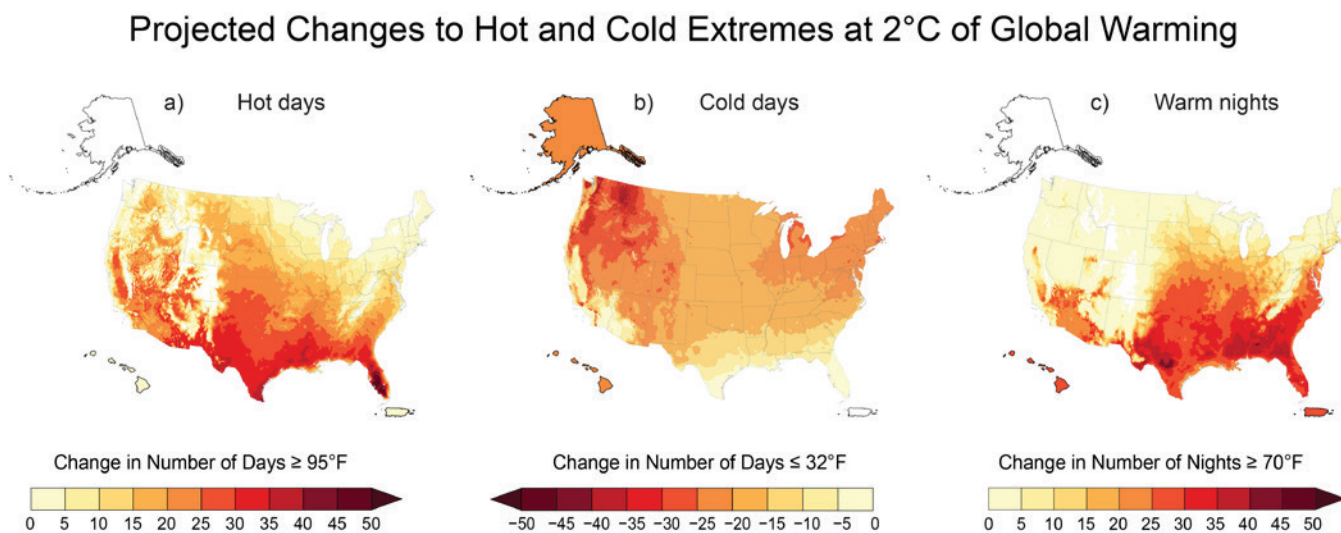 Projected Changes to Hot and Cold Extremes at 2°C of Global Warming
a) Hot days
b) Cold days
c) Warm nights
Change in Number of Days ≥ 95°F
0 5 10 15 20 25 30 35 40 45 50
Change in Number of Days ≤ 32°F
−50 −45 −40 −35 −30 −25 −20 −15 −10 −5 0
Change in Number of Nights ≥ 70°F
0 5 10 15 20 25 30 35 40 45 50